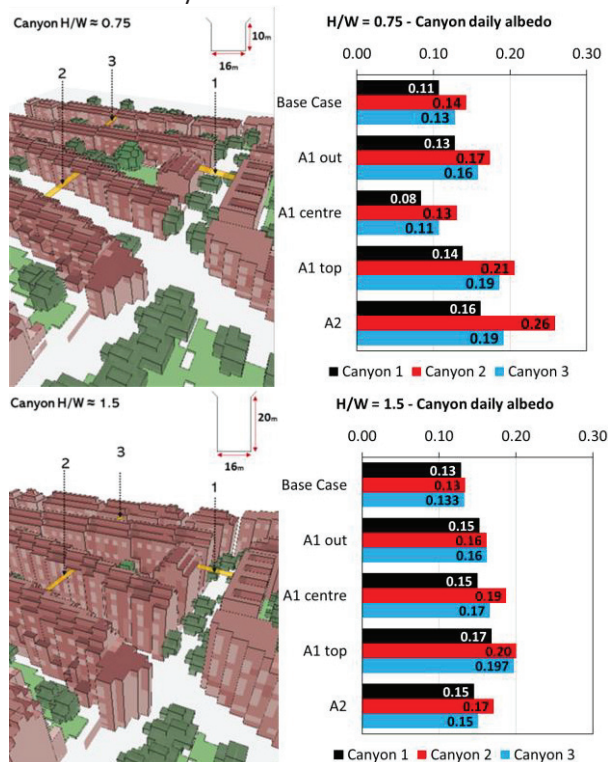 Canyon H/W ≈ 0.75
10m
16m
3
2
1
H/W = 0.75 - Canyon daily albedo
0.00 0.10 0.20 0.30
Base Case
0.11
0.14
0.13
A1 out
0.13
0.17
0.16
A1 centre
0.08
0.13
0.11
A1 top
0.14
0.21
0.19
A2
0.16
0.26
0.19
Canyon 1 Canyon 2 Canyon 3
Canyon H/W ≈ 1.5
20m
16m
3
2
1
H/W = 1.5 - Canyon daily albedo
0.00 0.10 0.20 0.30
Base Case
0.13
0.13
0.133
A1 out
0.15
0.16
0.16
A1 centre
0.15
0.19
0.17
A1 top
0.17
0.20
0.197
A2
0.15
0.17
0.15
Canyon 1 Canyon 2 Canyon 3